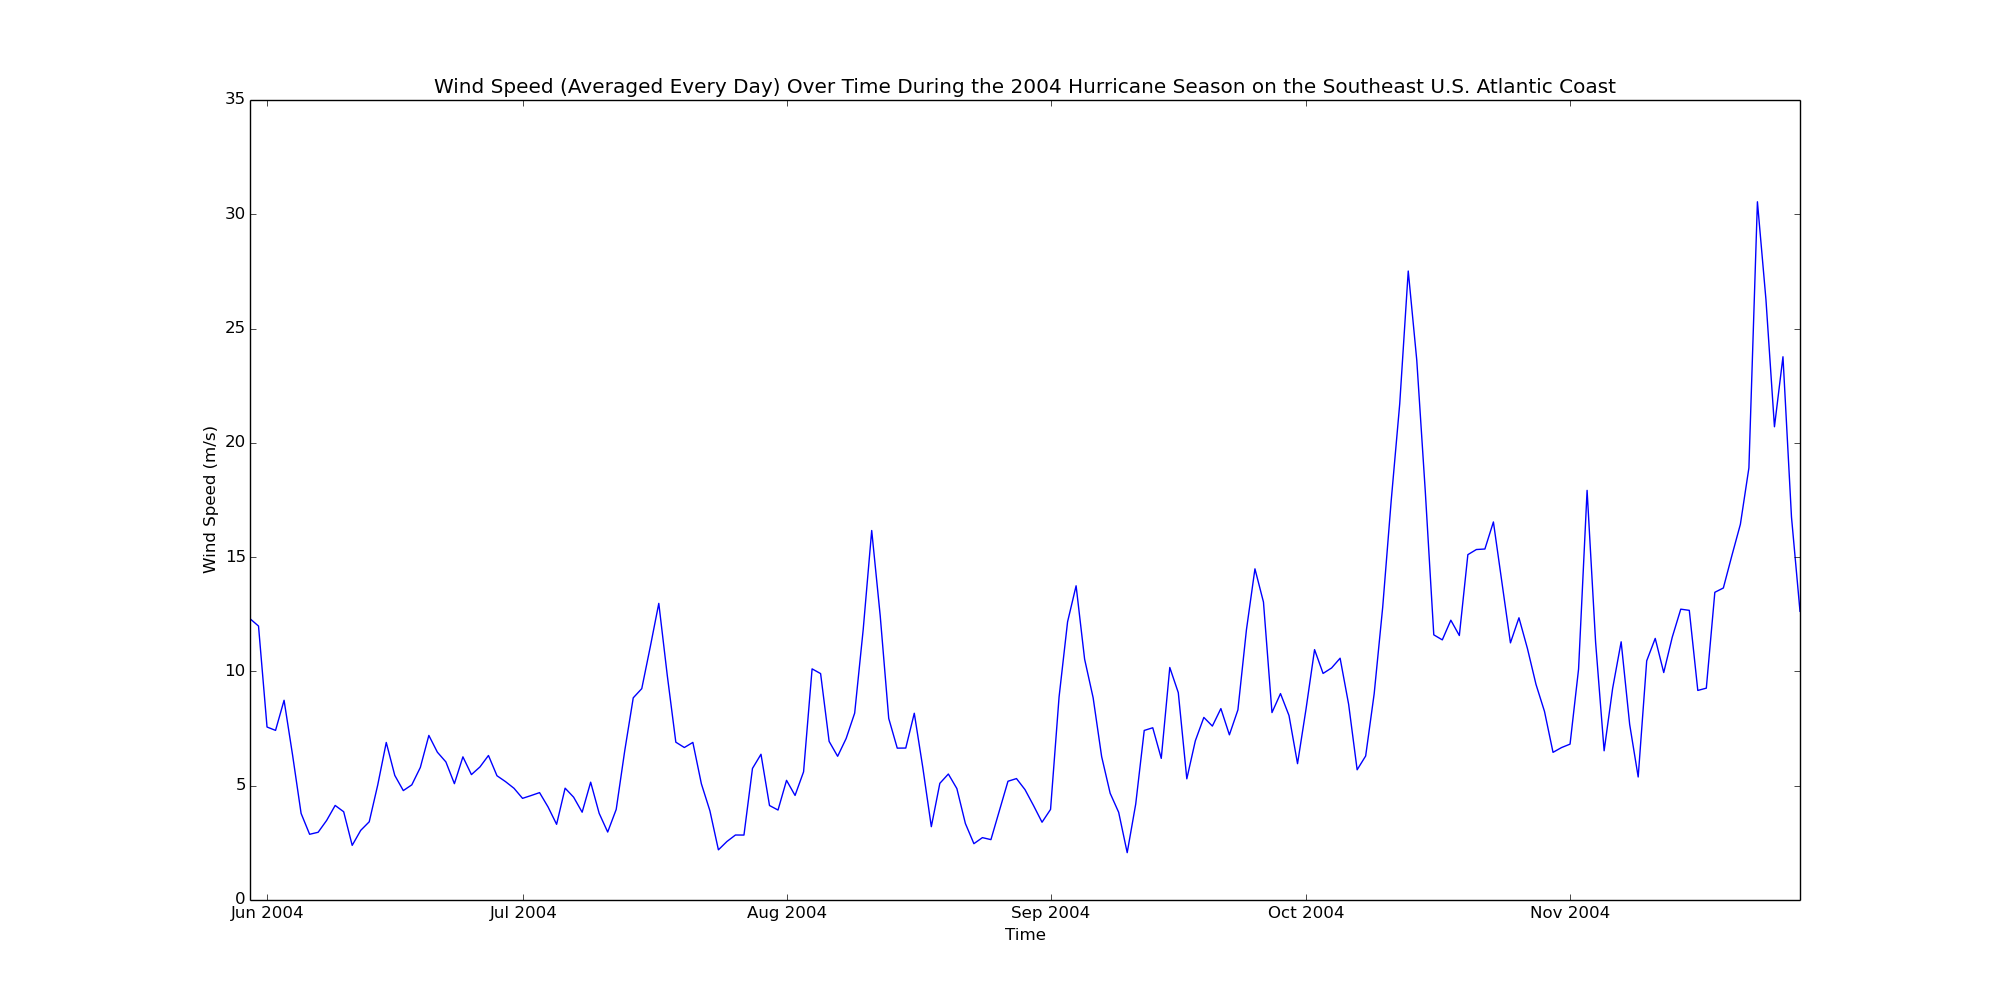 Wind Speed (Averaged Every Day) Over Time During the 2004 Hurricane Season on the Southeast U.S. Atlantic Coast
35
30
25
20
15
10
5
0
Wind Speed (m/s)
Jun 2004 Jul 2004 Aug 2004 Sep 2004 Oct 2004 Nov 2004
Time